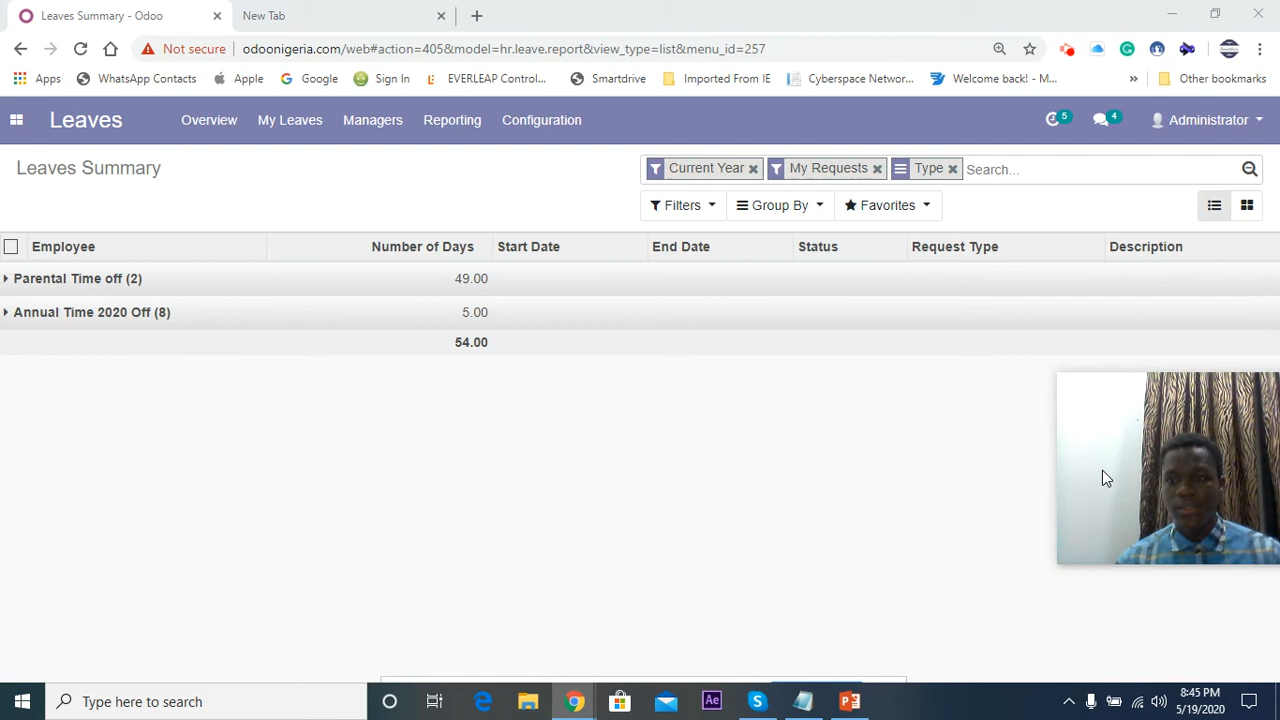 Leaves Summary - Odoo
New Tab
Not secure
odoonigeria.com/web#action=405&model=hr.leave.report&view_type=list&menu_id=257
Apps
WhatsApp Contacts
Apple
Google
Sign In
EVERLEAP Control...
Smartdrive
Imported From IE
Cyberspace Networ...
Welcome back! - M...
Other bookmarks
Leaves
Overview
My Leaves
Managers
Reporting
Configuration
5
4
Administrator
Leaves Summary
Current Year
My Requests
Type
Search...
Filters
Group By
Favorites
Employee Number of Days Start Date End Date Status Request Type Description
Parental Time off (2) 49.00
Annual Time 2020 Off (8) 5.00
54.00
Type here to search
Ae
8:45 PM
5/19/2020